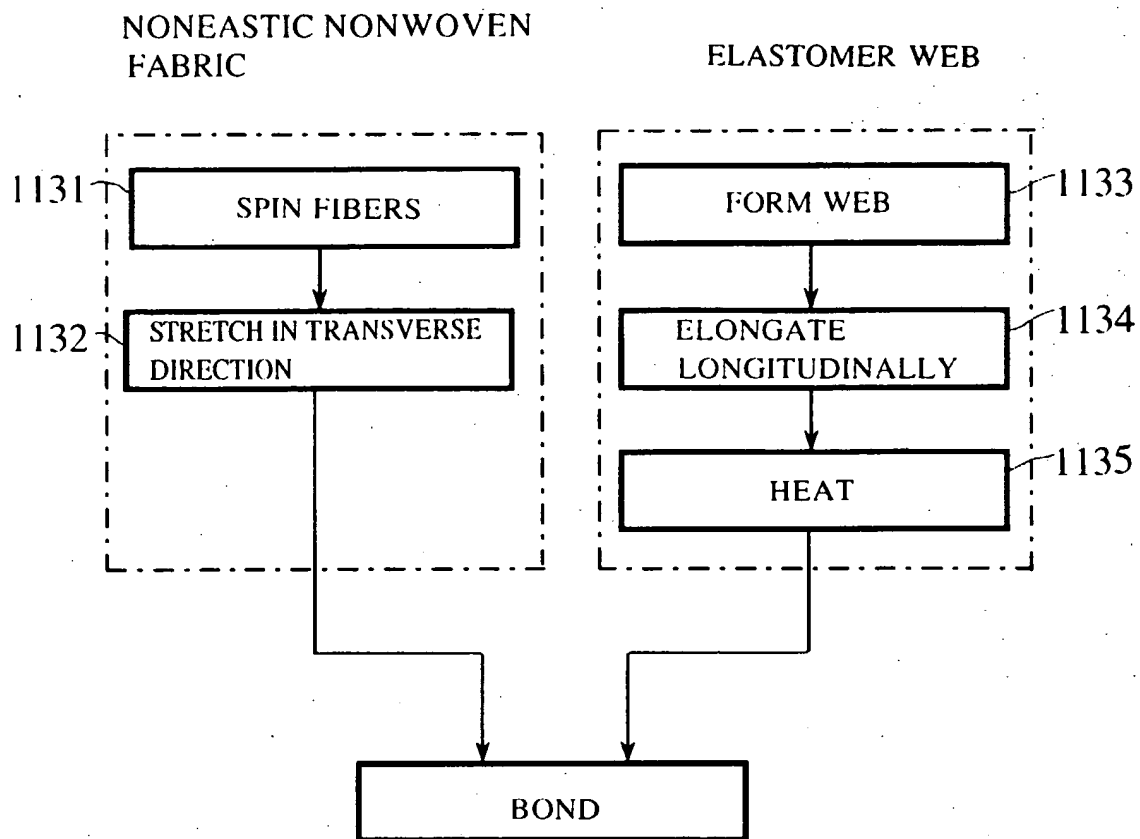 NONEASTIC NONWOVEN
FABRIC
ELASTOMER WEB
1131
SPIN FIBERS
1132
STRETCH IN TRANSVERSE
DIRECTION
1133
FORM WEB
1134
ELONGATE
LONGITUDINALLY
1135
HEAT
BOND